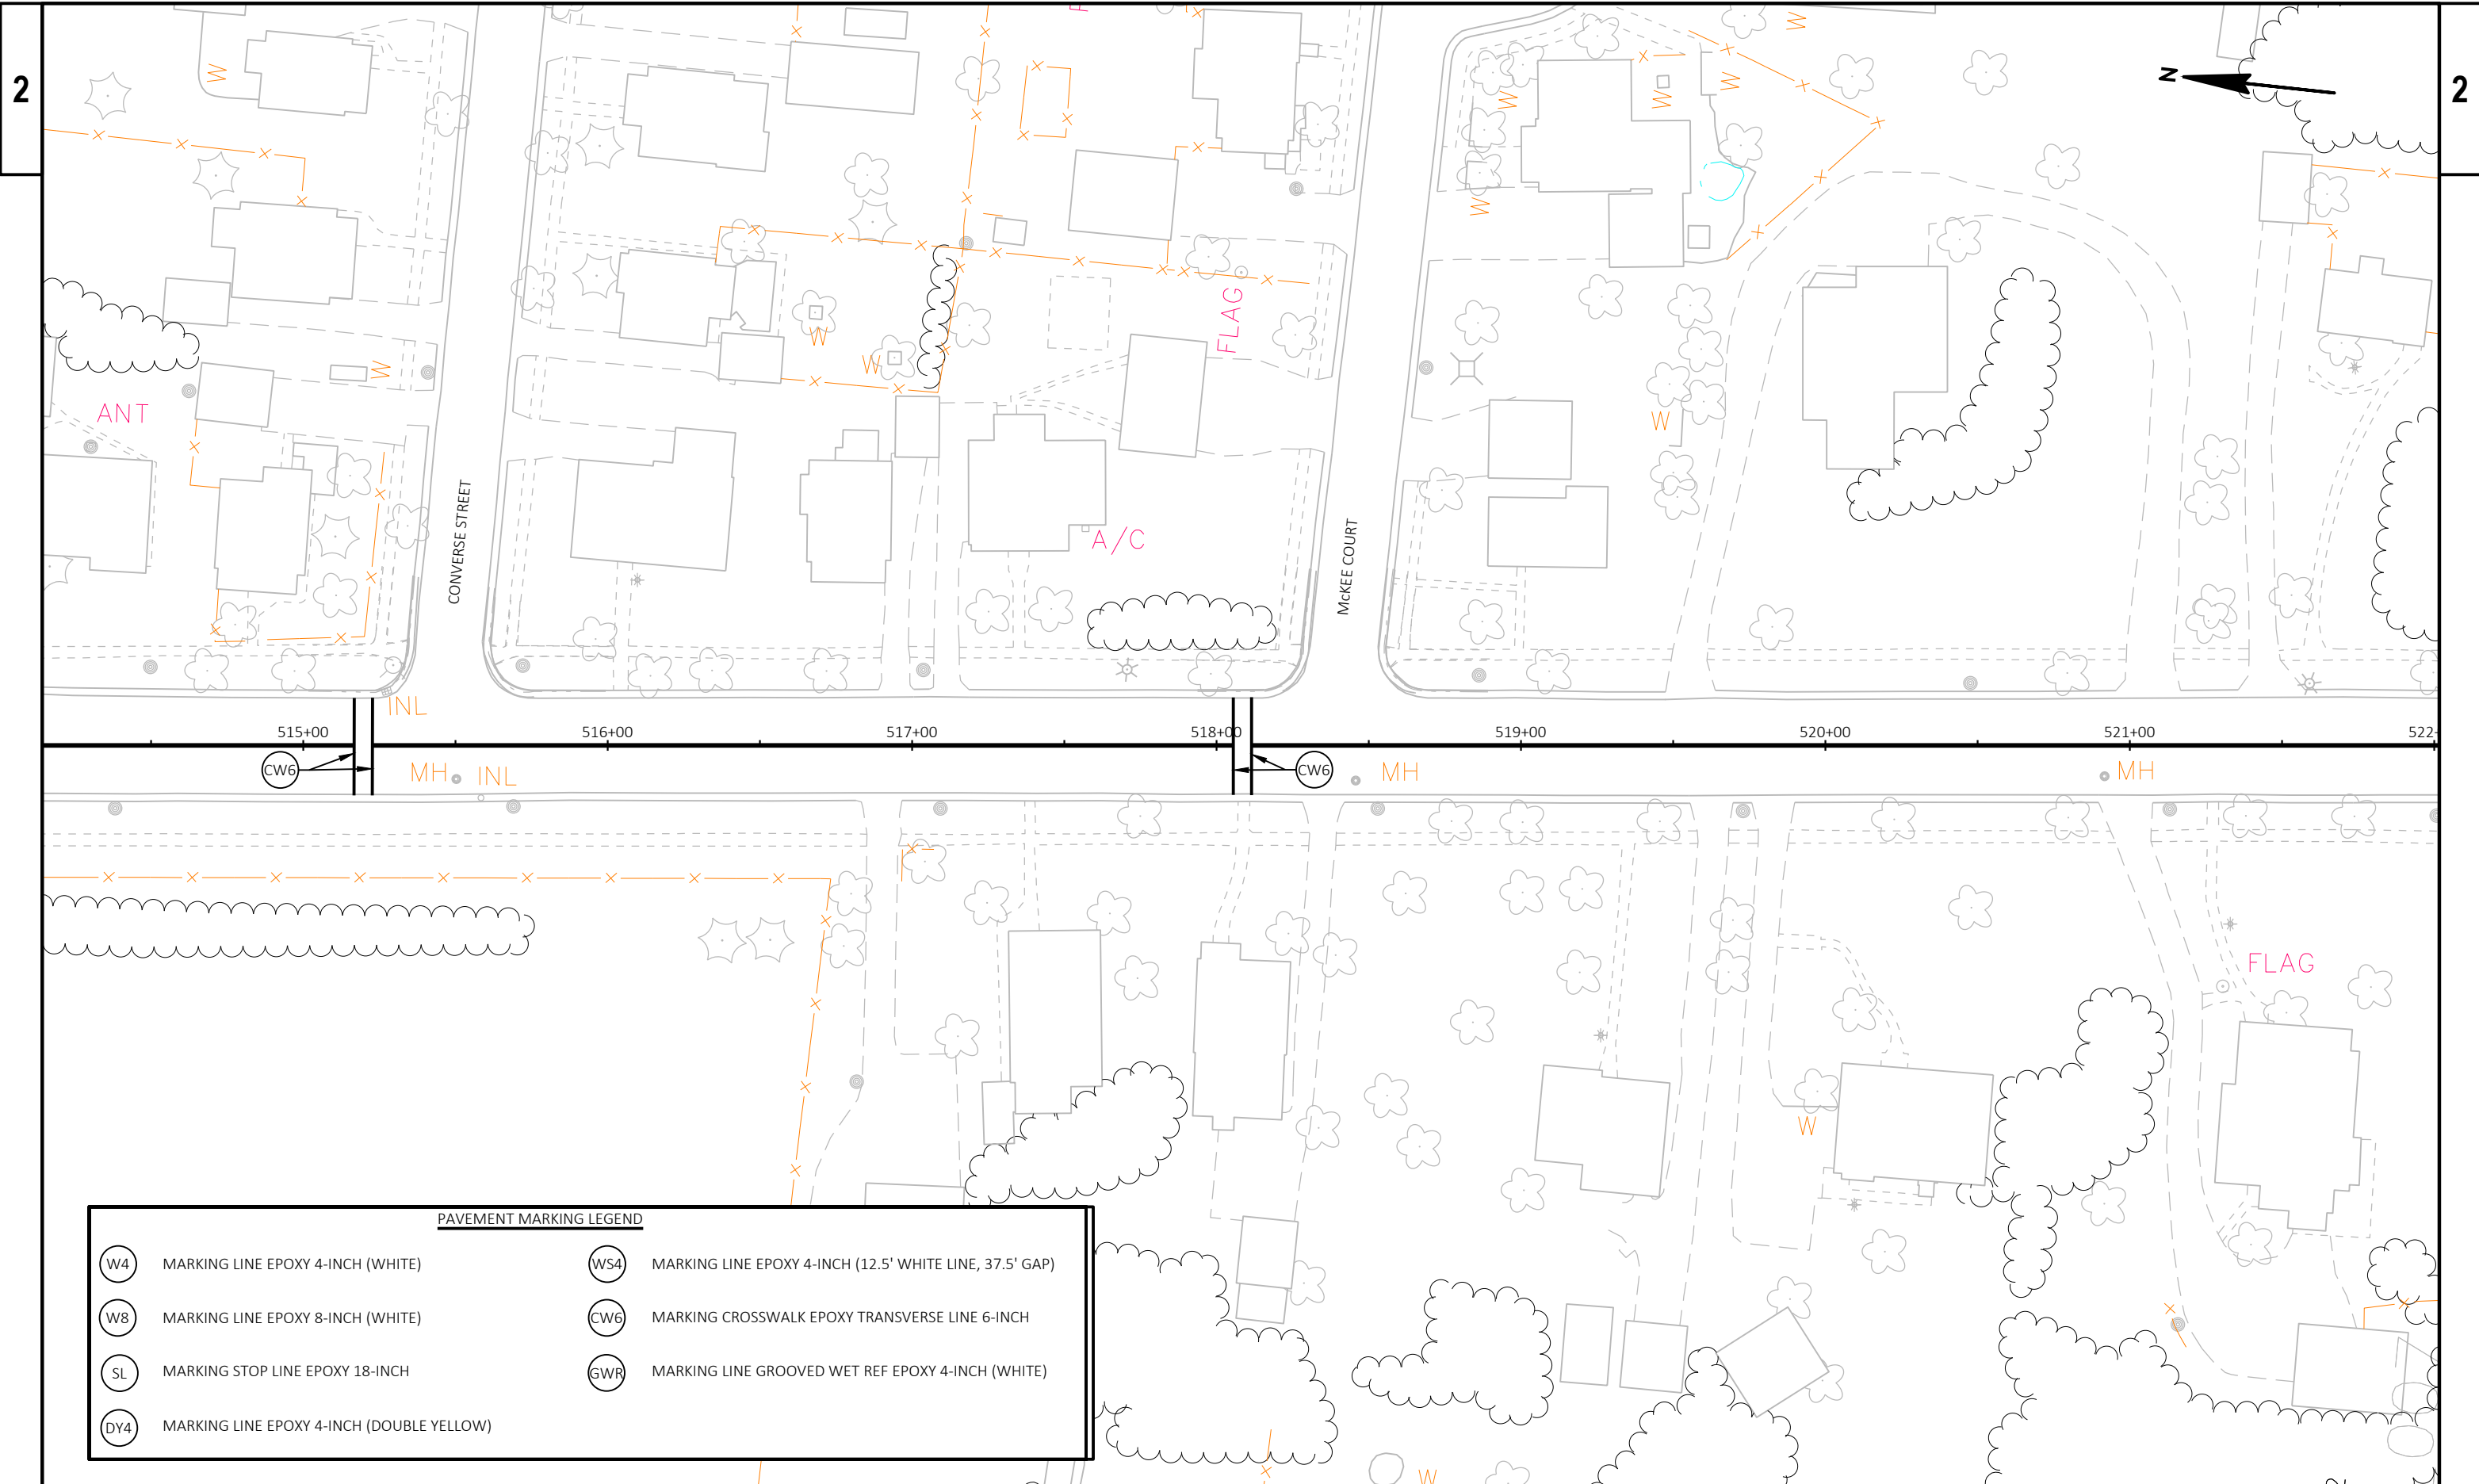 2
2
N
W
W
W
W
W
W
W
W
W
W
W
W
FLAG
ANT
A/C
CONVERSE STREET
McKEE COURT
INL
515+00
516+00
517+00
518+00
519+00
520+00
521+00
522
CW6
CW6
MH
INL
MH
MH
FLAG
W
W
PAVEMENT MARKING LEGEND
W4 MARKING LINE EPOXY 4-INCH (WHITE)
WS4 MARKING LINE EPOXY 4-INCH (12.5' WHITE LINE, 37.5' GAP)
W8 MARKING LINE EPOXY 8-INCH (WHITE)
CW6 MARKING CROSSWALK EPOXY TRANSVERSE LINE 6-INCH
SL MARKING STOP LINE EPOXY 18-INCH
GWR MARKING LINE GROOVED WET REF EPOXY 4-INCH (WHITE)
DY4 MARKING LINE EPOXY 4-INCH (DOUBLE YELLOW)